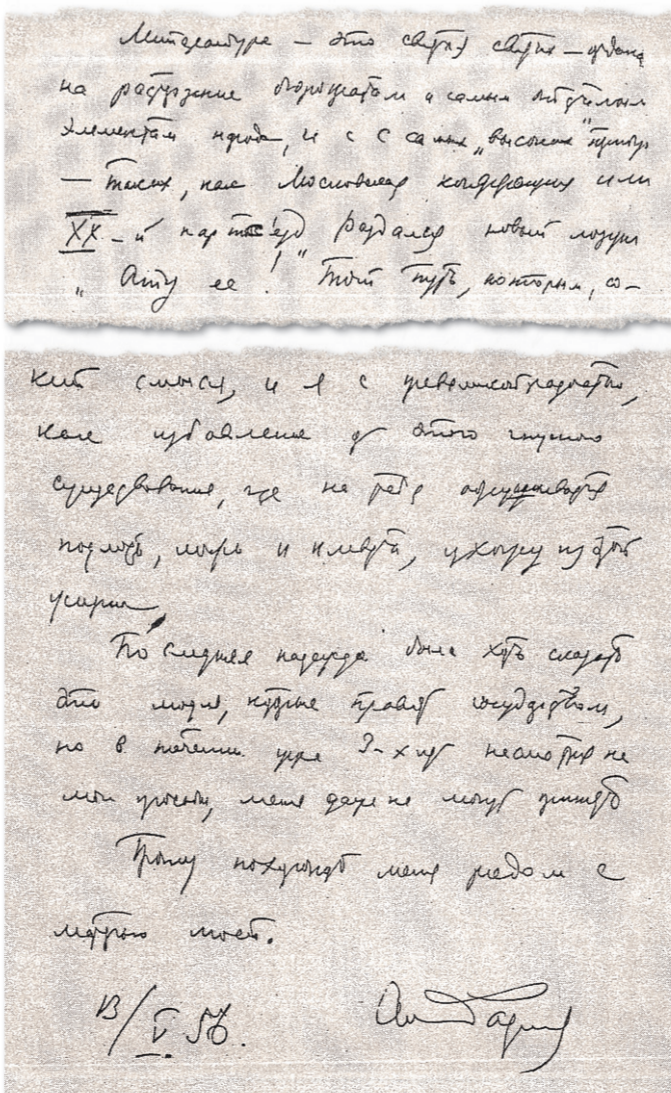 Литература — это святая святых — отдана
на растерзание бюрократам и самым отсталым
элементам народа, и с с самых „высоких" трибун
— таких, как Московская конференция или
XX-й партсъезд раздался новый лозунг
„Ату ее!" Тот путь, которым, со-
кий смысл, и я с превеликой радостью,
как избавление от этого гнусного
существования, где на тебя обрушивается
подлость, ложь и клевета, ухожу из этой
жизни.
Последняя надежда была хоть сказать
это людям, которые правят государством,
но в течении уже 3-х лет несмотря на
мои просьбы, меня даже не могут принять
Прошу похоронить меня рядом с
матерью моей.
13/V.56. Ал Фадеев